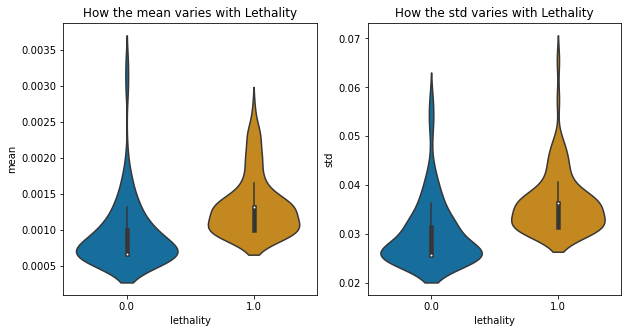 How the mean varies with Lethality
mean
0.0035
0.0030
0.0025
0.0020
0.0015
0.0010
0.0005
0.0
1.0
lethality
How the std varies with Lethality
std
0.07
0.06
0.05
0.04
0.03
0.02
0.0
1.0
lethality